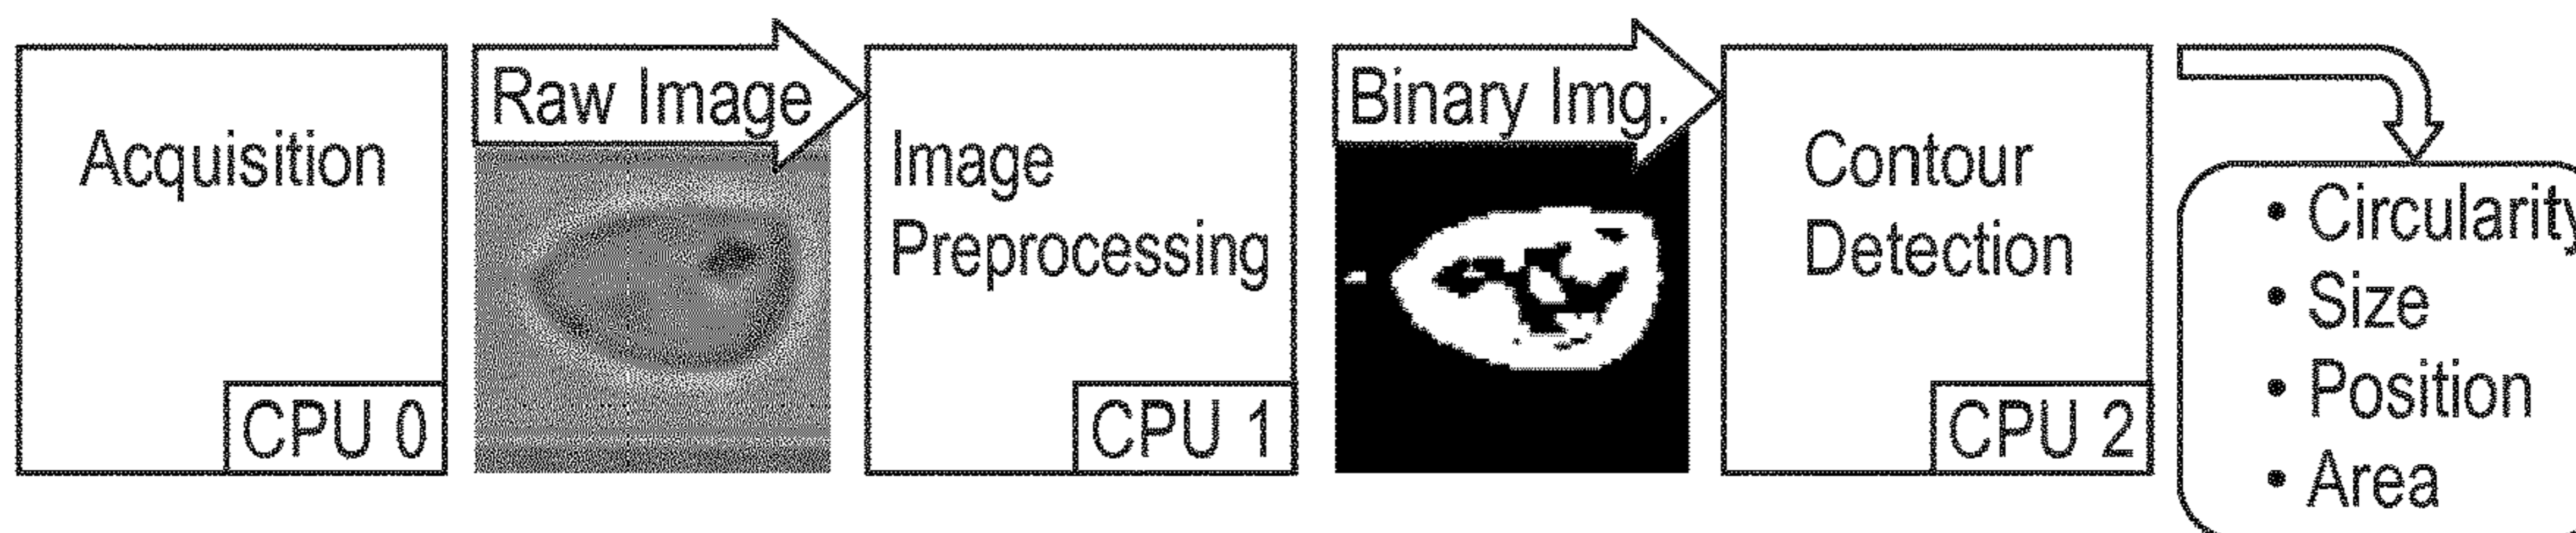 Acquisition
CPU 0
Raw Image
Image
Preprocessing
CPU 1
Binary Img.
Contour
Detection
CPU 2
• Circularity
• Size
• Position
• Area